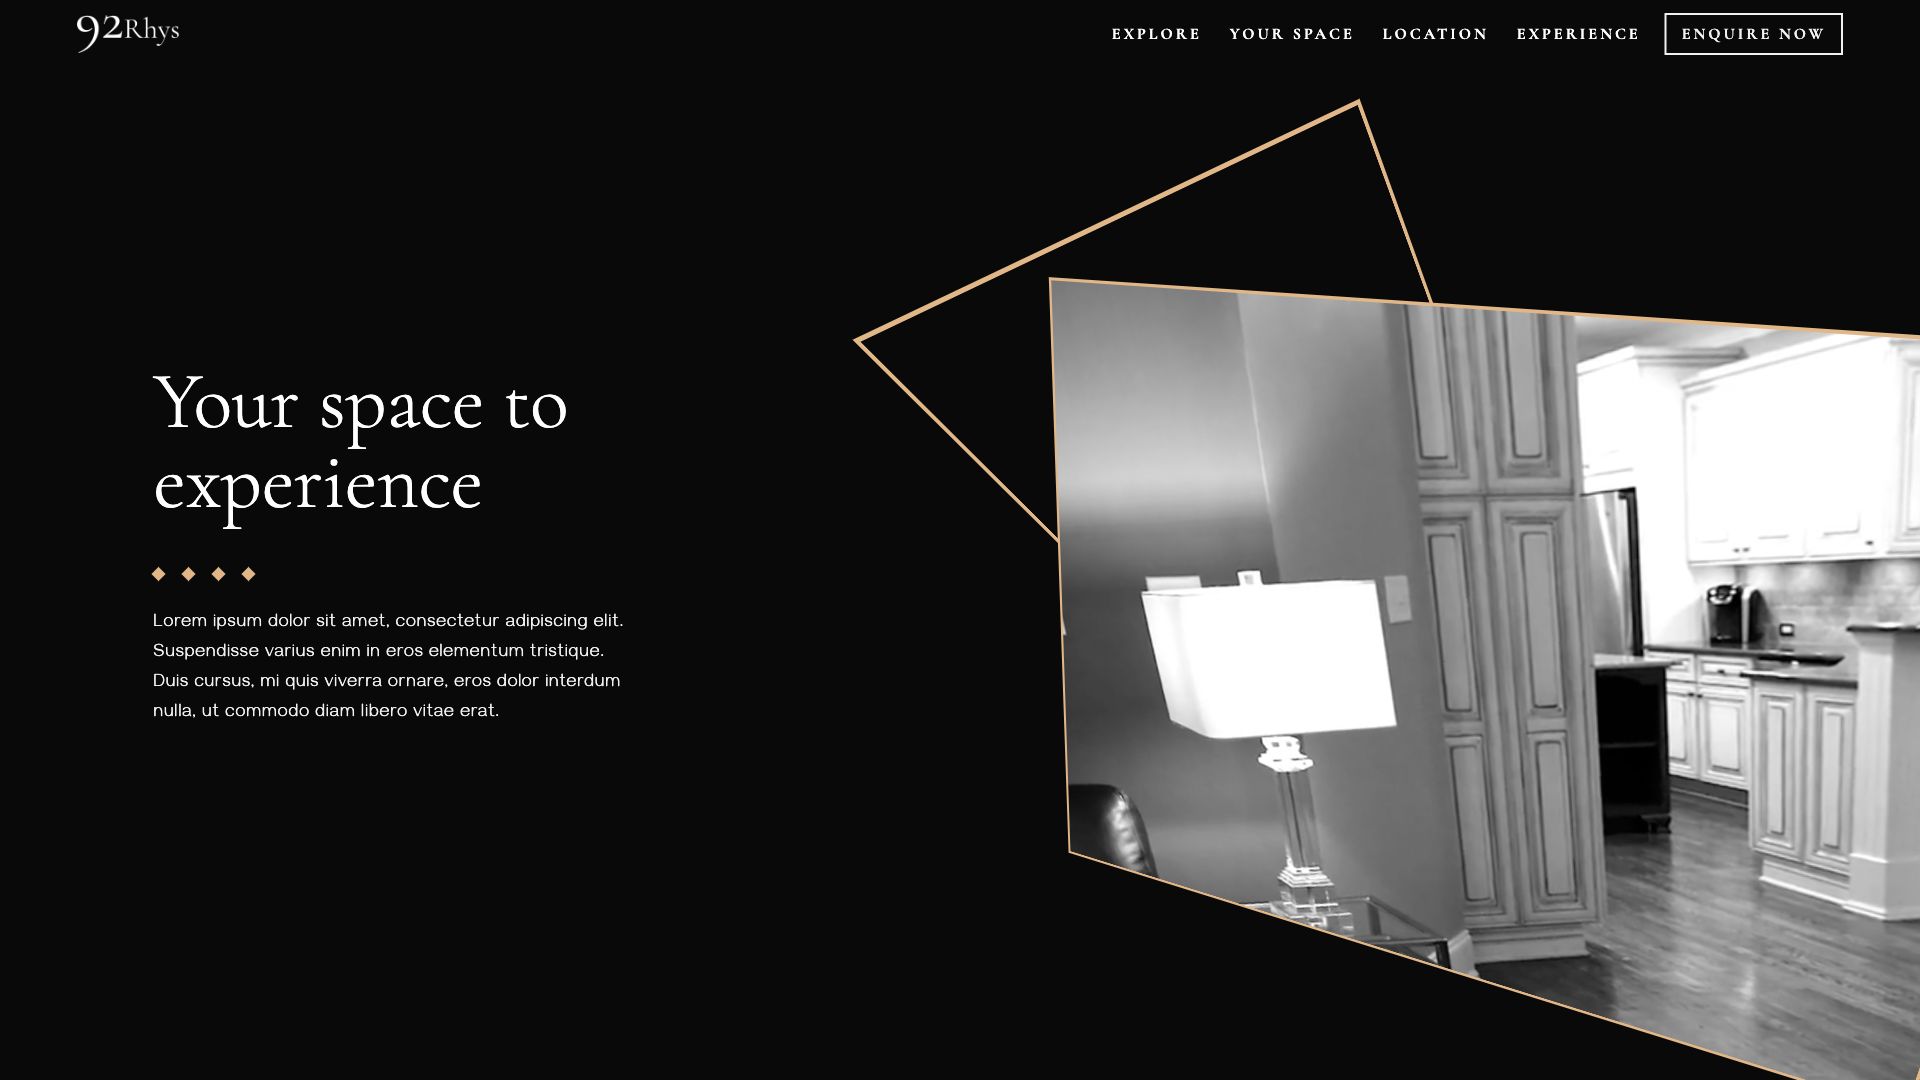 92Rhys
EXPLORE
YOUR SPACE
LOCATION
EXPERIENCE
ENQUIRE NOW
Your space to
experience
Lorem ipsum dolor sit amet, consectetur adipiscing elit.
Suspendisse varius enim in eros elementum tristique.
Duis cursus, mi quis viverra ornare, eros dolor interdum
nulla, ut commodo diam libero vitae erat.